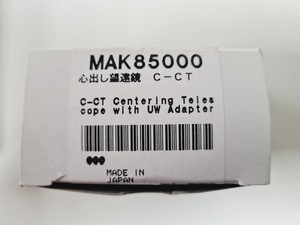 MAK85000
心出し望遠鏡 C-CT
C-CT Centering Teles
cope with UW Adapter
MADE IN
JAPAN